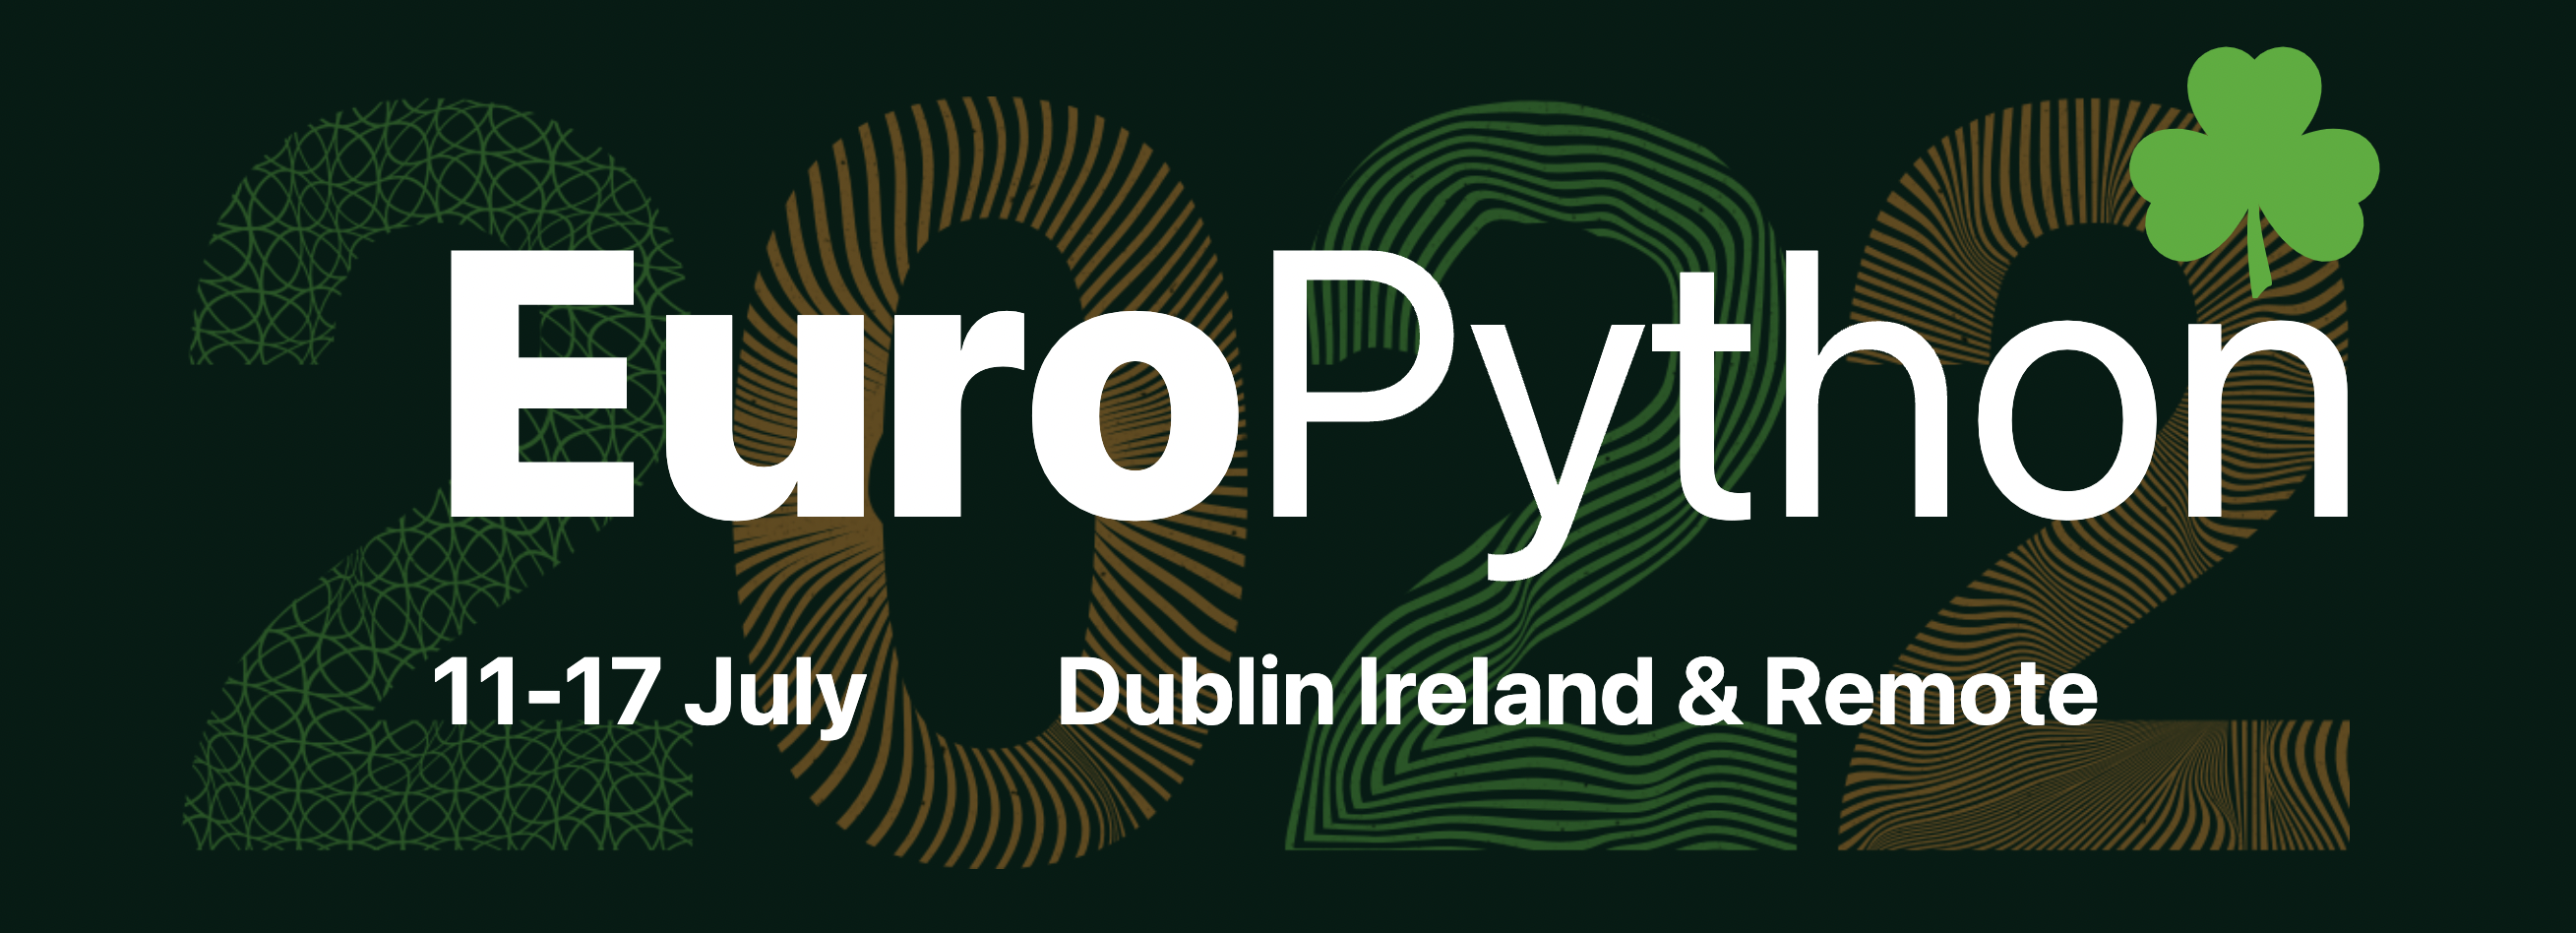 2022
EuroPython
11-17 July
Dublin Ireland & Remote